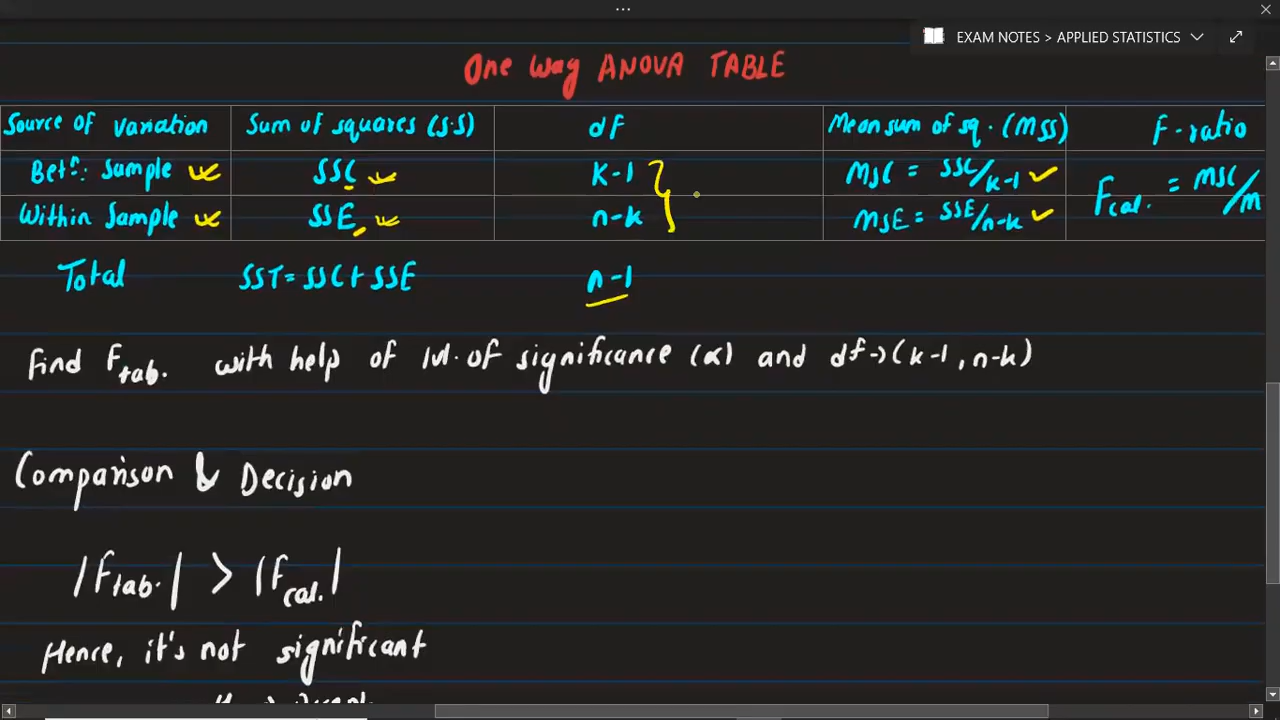 EXAM NOTES > APPLIED STATISTICS
One Way ANOVA TABLE
Source of variation Sum of squares (S.S) df Mean sum of sq. (MSS) F-ratio
Betn: Sample SSC k-1 MSC = SSC/k-1 Fcal. = MSC/M
Within Sample SSE n-k MSE = SSE/n-k
Total SST = SSC + SSE n-1
Find Ftab. with help of lvl. of significance (α) and df→(k-1, n-k)
Comparison & Decision
|Ftab.| > |Fcal.|
Hence, it's not significant